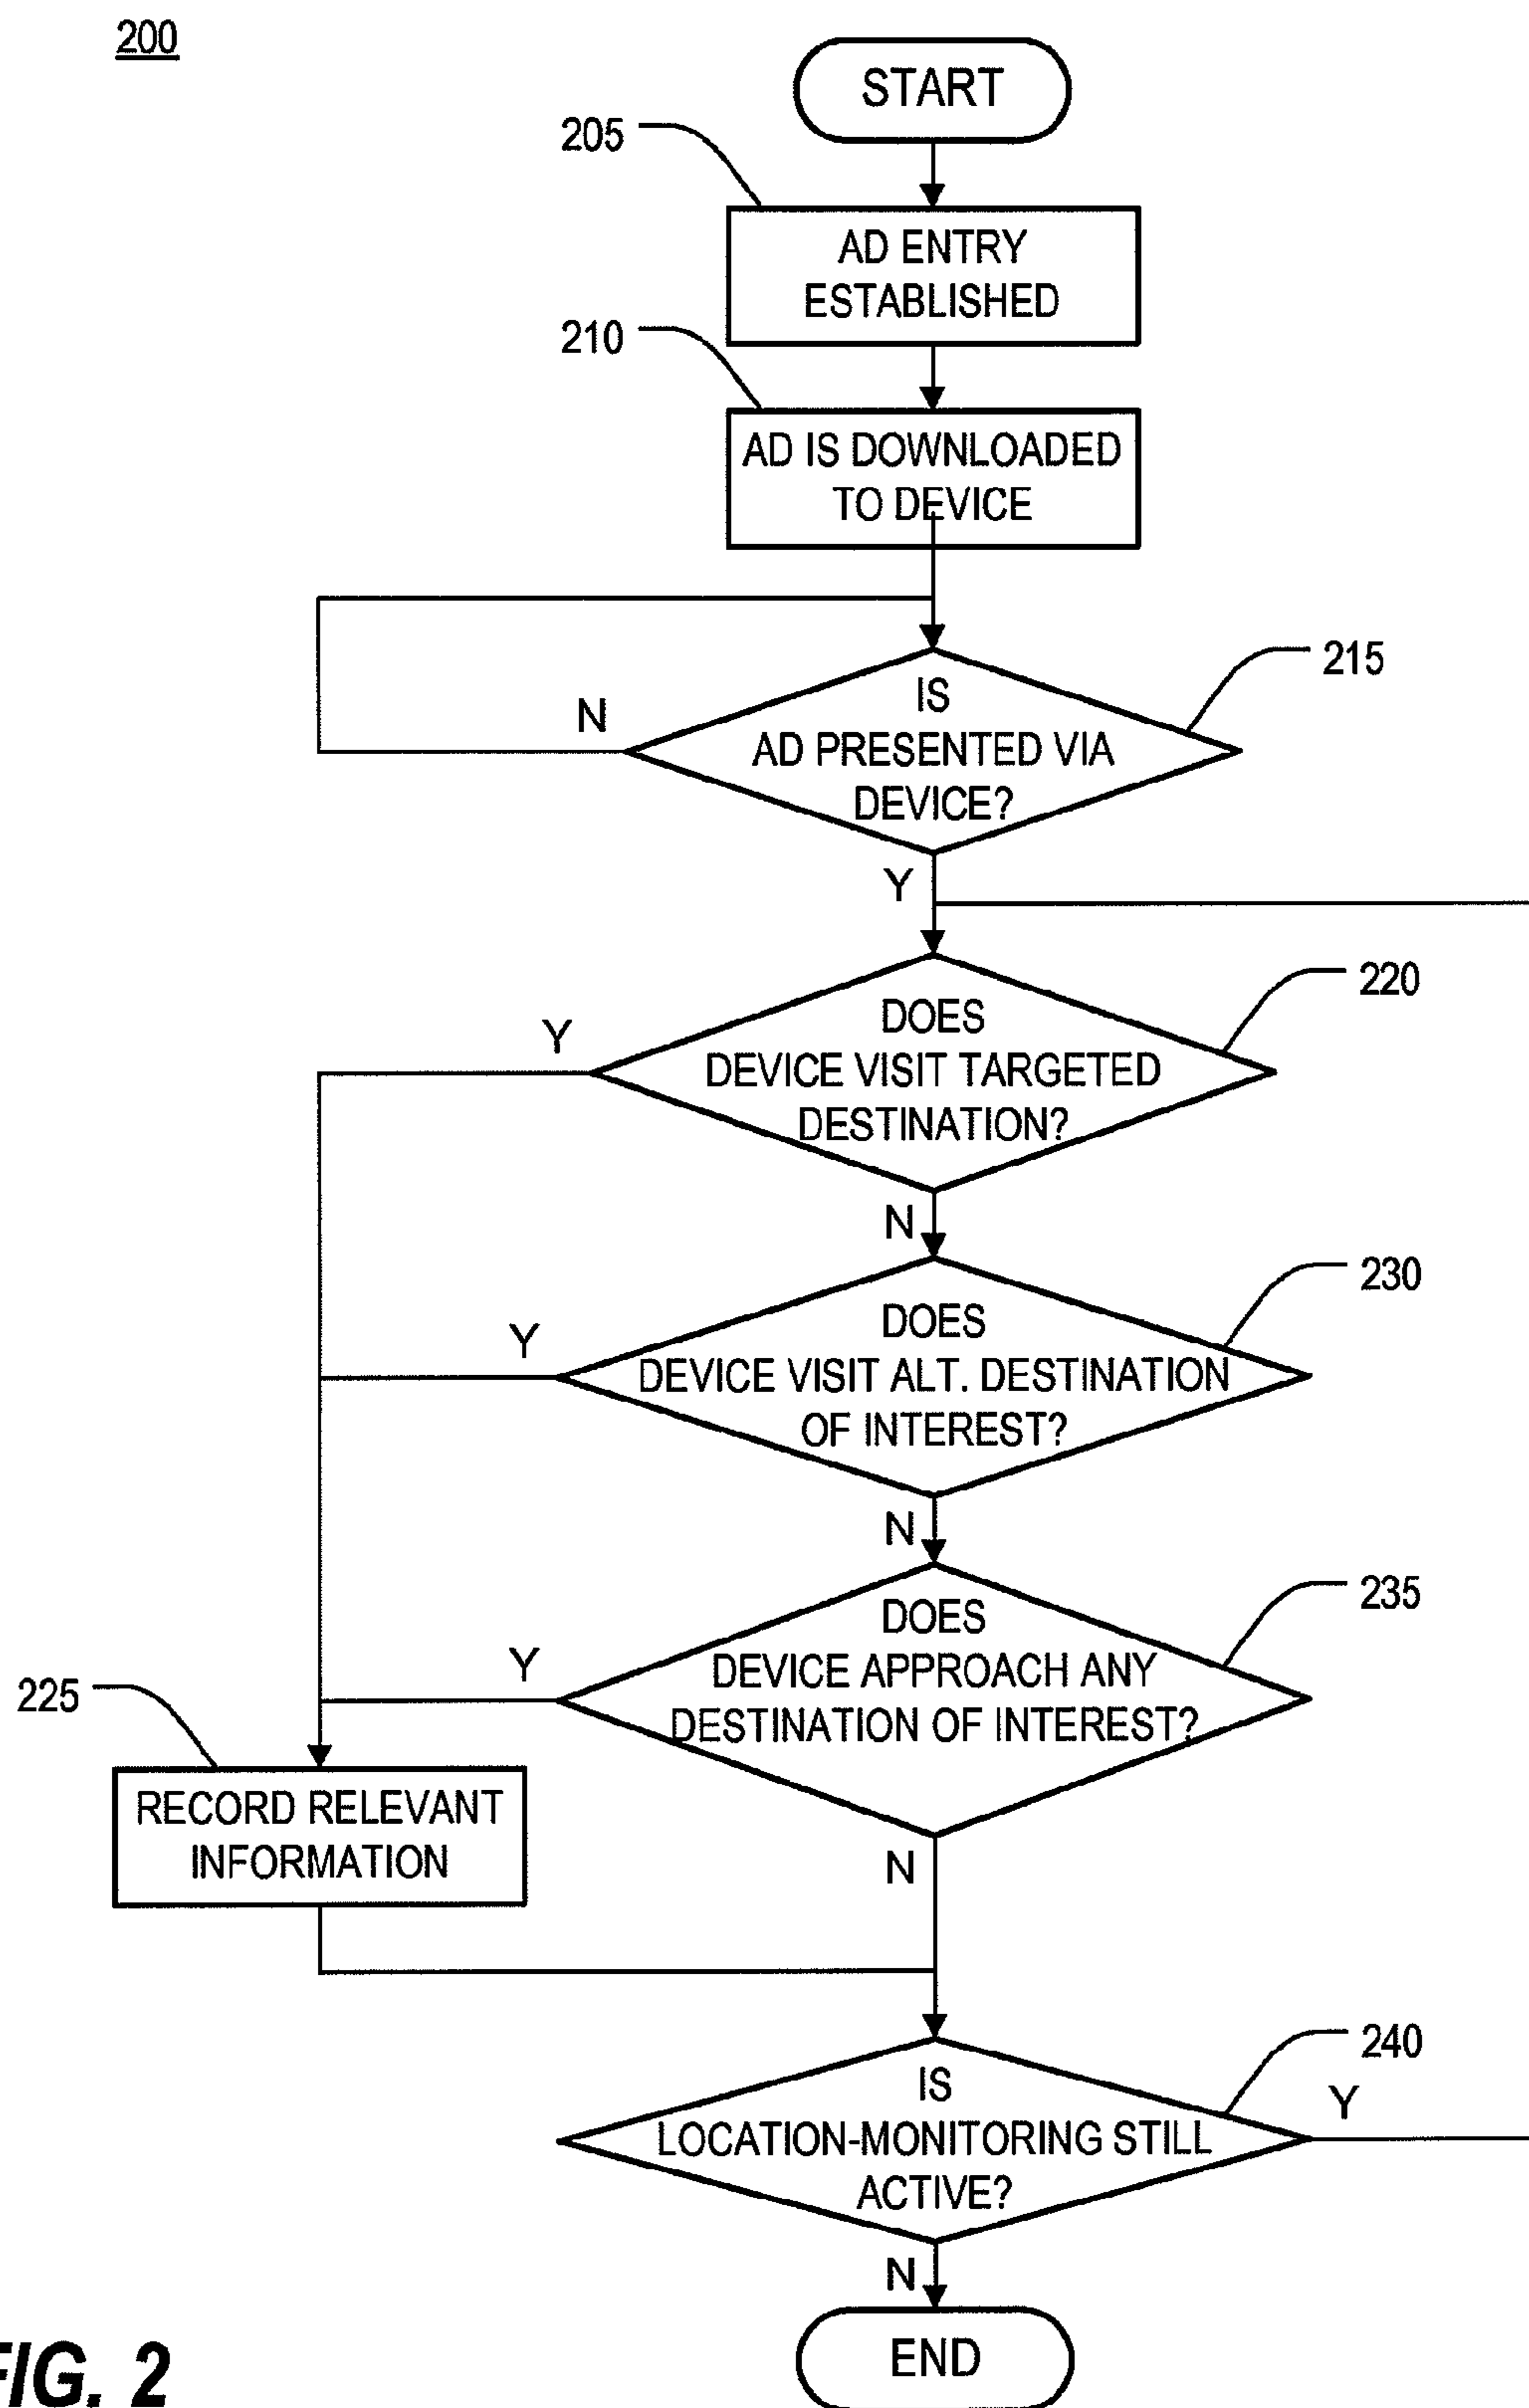 200
START
205
AD ENTRY
ESTABLISHED
210
AD IS DOWNLOADED
TO DEVICE
215
IS
AD PRESENTED VIA
DEVICE?
N
Y
220
DOES
DEVICE VISIT TARGETED
DESTINATION?
Y
N
230
DOES
DEVICE VISIT ALT. DESTINATION
OF INTEREST?
Y
N
235
DOES
DEVICE APPROACH ANY
DESTINATION OF INTEREST?
Y
N
225
RECORD RELEVANT
INFORMATION
240
IS
LOCATION-MONITORING STILL
ACTIVE?
Y
N
END
FIG. 2